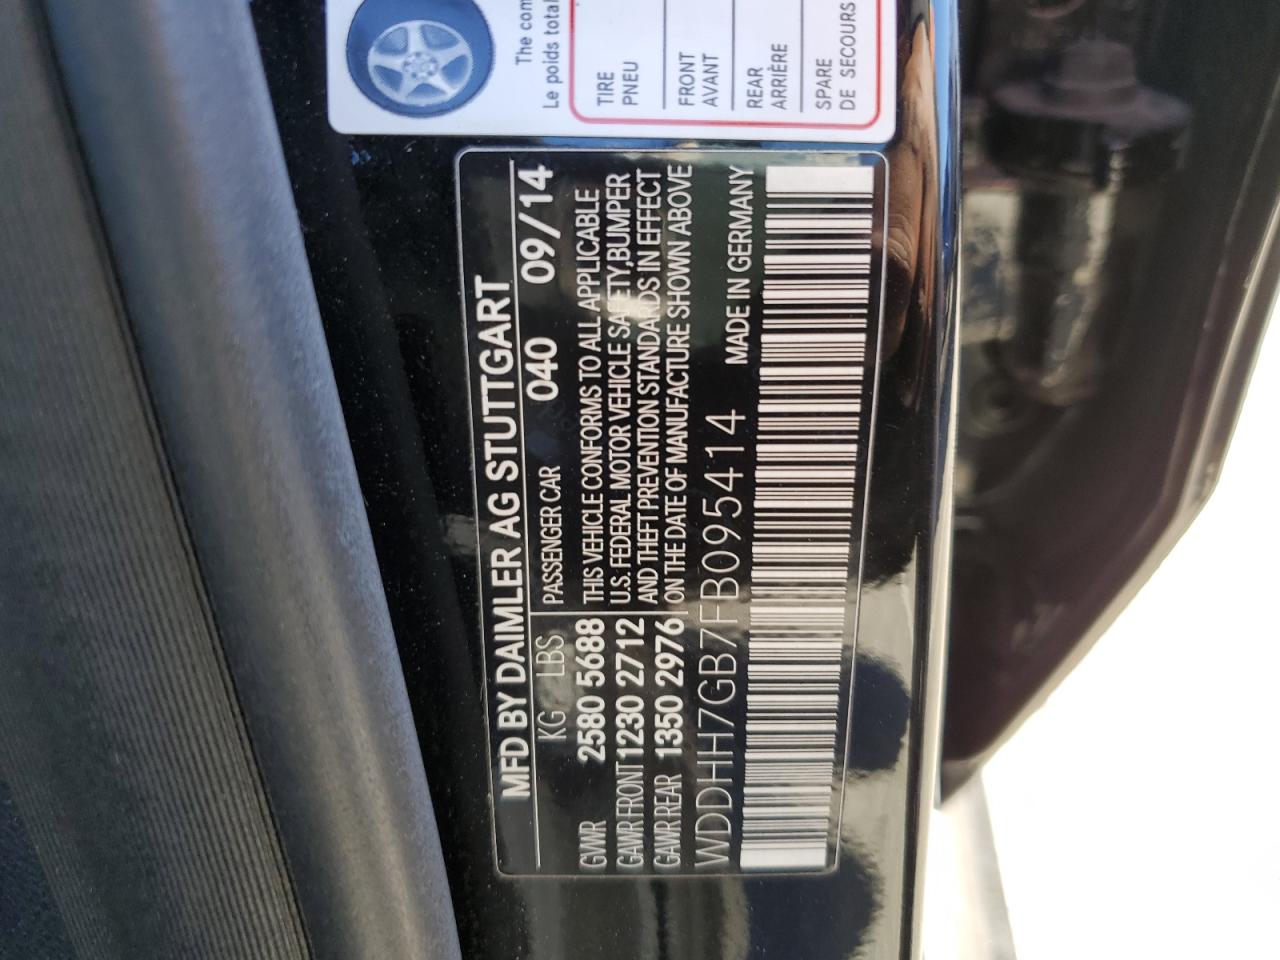 MFD BY DAIMLER AG STUTTGART
KG LBS PASSENGER CAR 040 09/14
GVWR 2580 5688
GAWR FRONT 1230 2712
GAWR REAR 1350 2976
THIS VEHICLE CONFORMS TO ALL APPLICABLE
U.S. FEDERAL MOTOR VEHICLE SAFETY,BUMPER
AND THEFT PREVENTION STANDARDS IN EFFECT
ON THE DATE OF MANUFACTURE SHOWN ABOVE
WDDHH7GB7FB095414 MADE IN GERMANY
The com
Le poids total
TIRE
PNEU
FRONT
AVANT
REAR
ARRIÈRE
SPARE
DE SECOURS